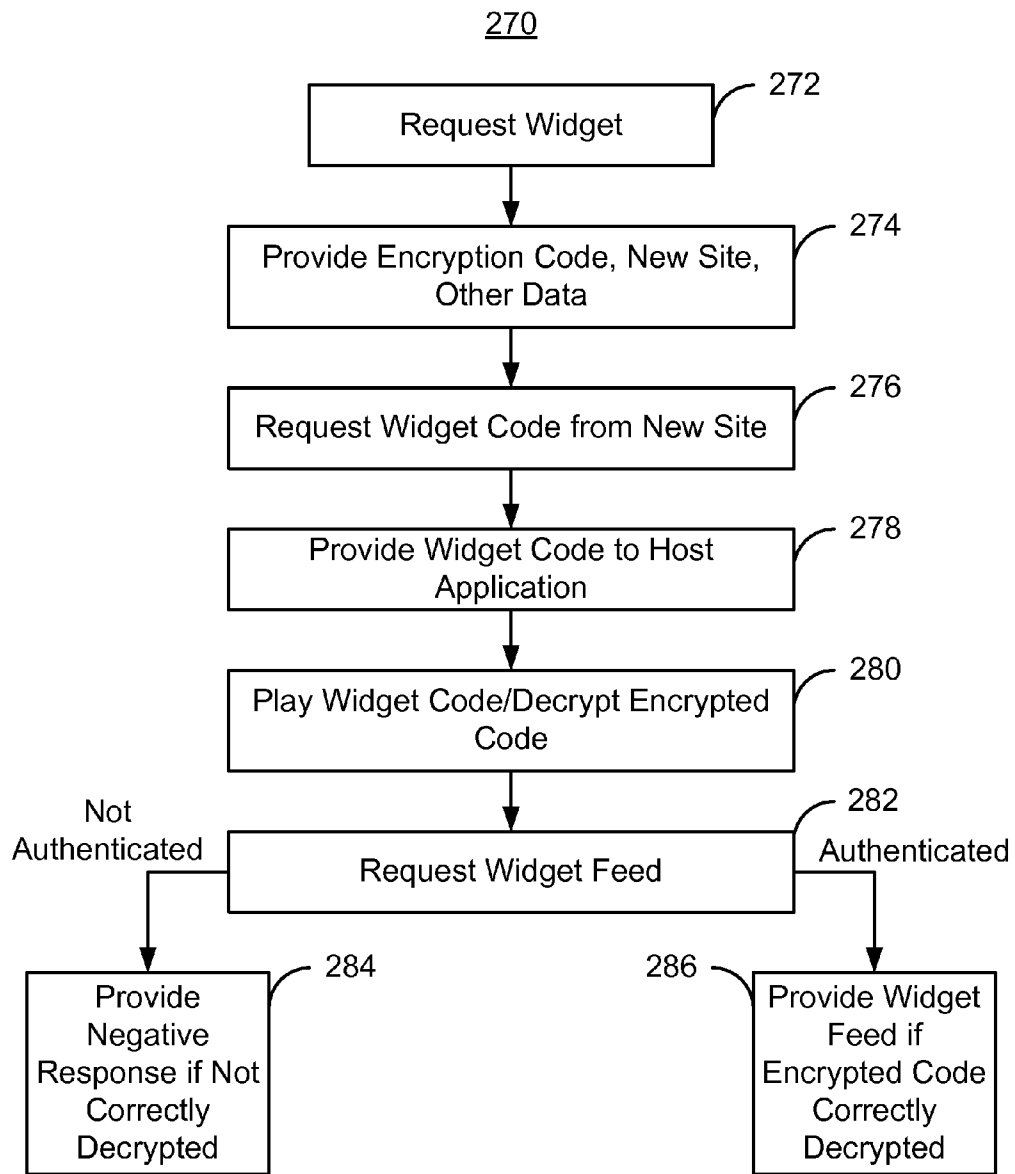 270
272
Request Widget
274
Provide Encryption Code, New Site,
Other Data
276
Request Widget Code from New Site
278
Provide Widget Code to Host
Application
280
Play Widget Code/Decrypt Encrypted
Code
282
Not
Authenticated
Authenticated
Request Widget Feed
284
286
Provide
Negative
Response if Not
Correctly
Decrypted
Provide Widget
Feed if
Encrypted Code
Correctly
Decrypted